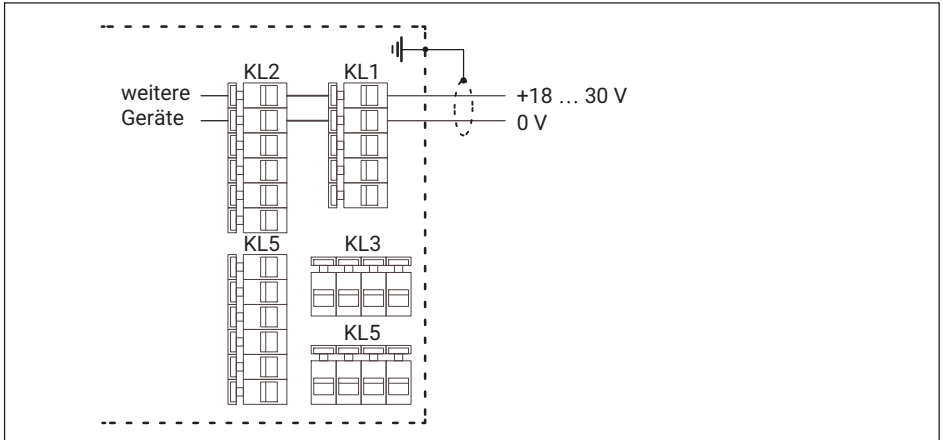 KL2
KL1
weitere
Geräte
+18 … 30 V
0 V
KL5
KL3
KL5